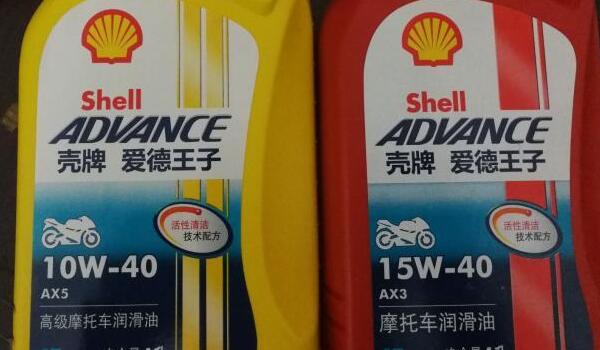 Shell
ADVANCE
壳牌 爱德王子
活性清洁
技术配方
10W-40
AX5
高级摩托车润滑油
Shell
ADVANCE
壳牌 爱德王子
活性清洁
技术配方
15W-40
AX3
摩托车润滑油